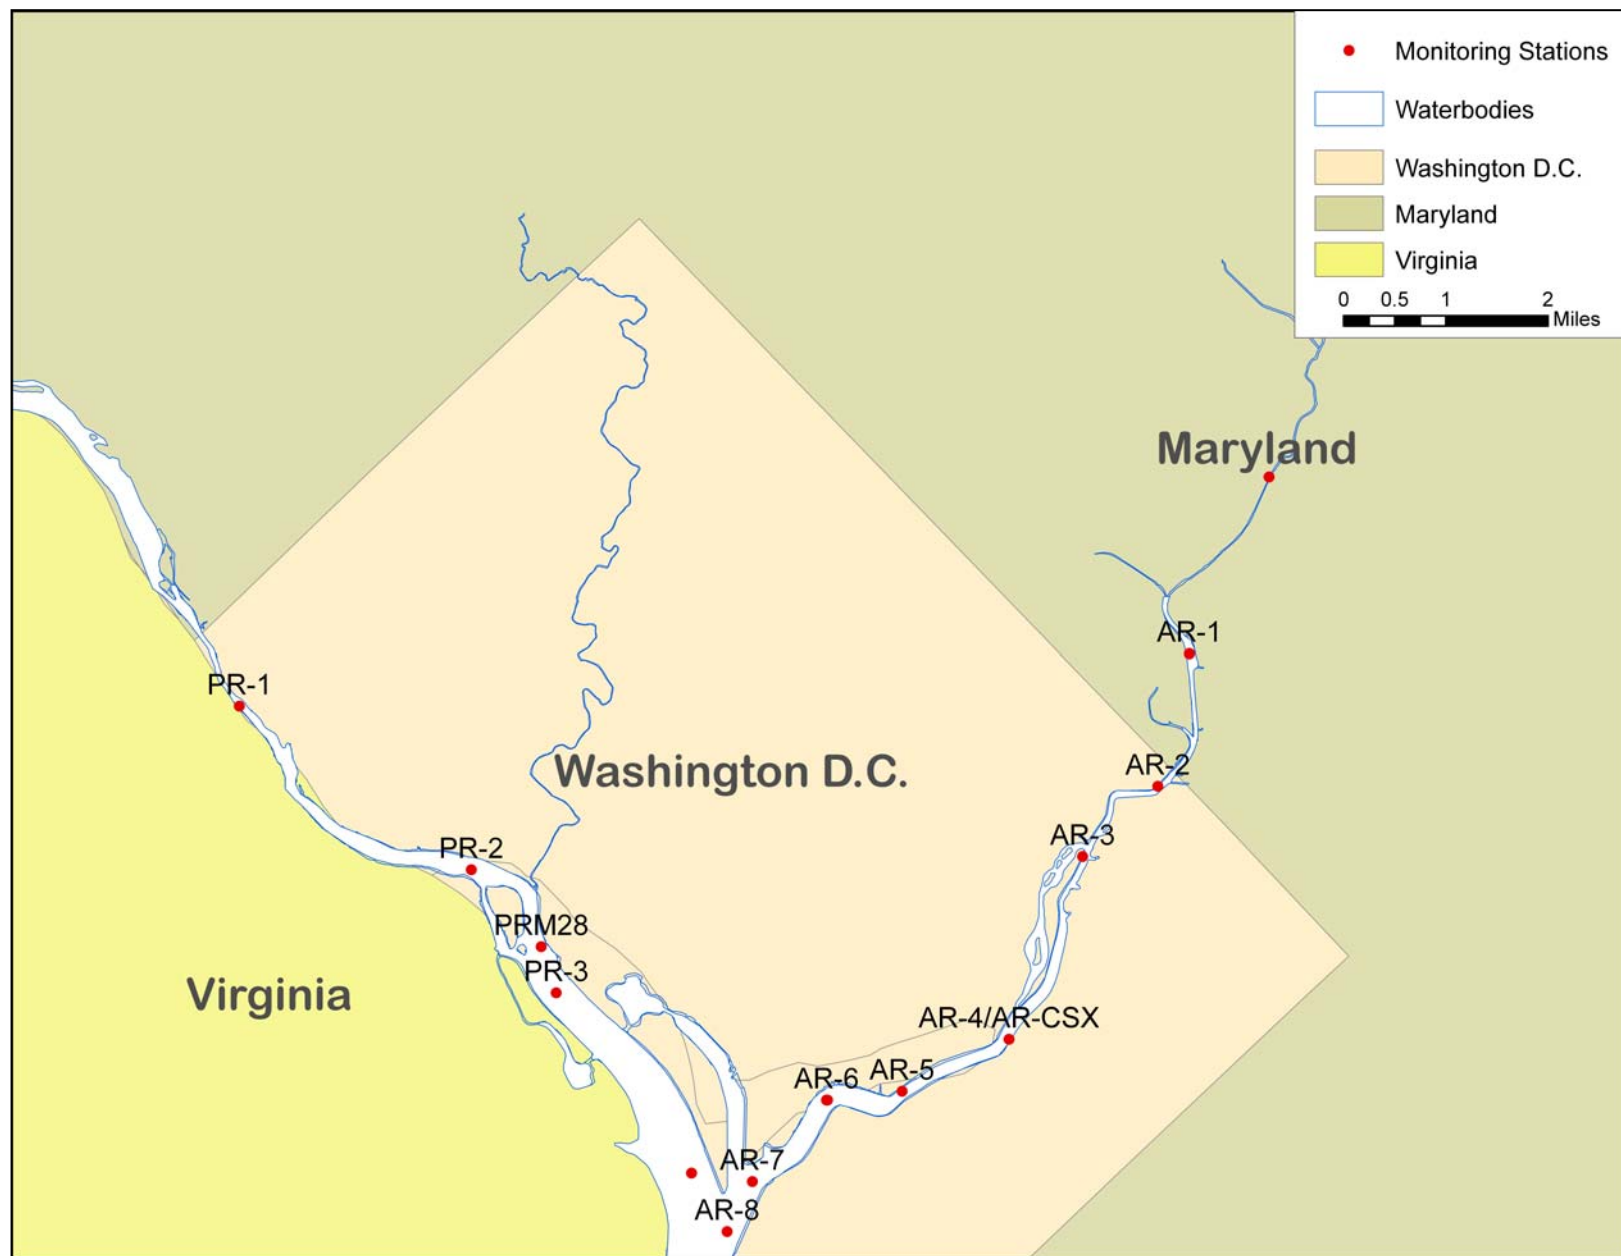 Monitoring Stations
Waterbodies
Washington D.C.
Maryland
Virginia
0 0.5 1 2
Miles
Maryland
AR-1
PR-1
Washington D.C.
AR-2
AR-3
PR-2
PRM28
PR-3
Virginia
AR-4/AR-CSX
AR-5
AR-6
AR-7
AR-8